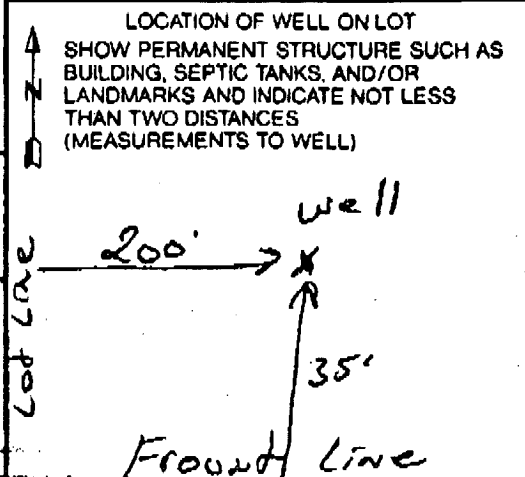 LOCATION OF WELL ON LOT
SHOW PERMANENT STRUCTURE SUCH AS
BUILDING, SEPTIC TANKS, AND/OR
LANDMARKS AND INDICATE NOT LESS
THAN TWO DISTANCES
(MEASUREMENTS TO WELL)
N
well
200'
X
Lot Line
35'
Fround Line